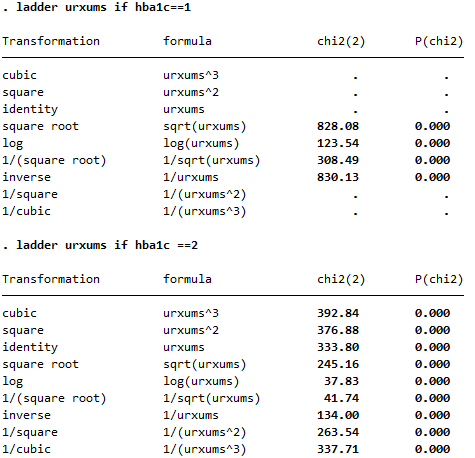 . ladder urxums if hba1c==1
Transformation formula chi2(2) P(chi2)
cubic urxums^3 . .
square urxums^2 . .
identity urxums . .
square root sqrt(urxums) 828.08 0.000
log log(urxums) 123.54 0.000
1/(square root) 1/sqrt(urxums) 308.49 0.000
inverse 1/urxums 830.13 0.000
1/square 1/(urxums^2) . .
1/cubic 1/(urxums^3) . .
. ladder urxums if hba1c ==2
Transformation formula chi2(2) P(chi2)
cubic urxums^3 392.84 0.000
square urxums^2 376.88 0.000
identity urxums 333.80 0.000
square root sqrt(urxums) 245.16 0.000
log log(urxums) 37.83 0.000
1/(square root) 1/sqrt(urxums) 41.74 0.000
inverse 1/urxums 134.00 0.000
1/square 1/(urxums^2) 263.54 0.000
1/cubic 1/(urxums^3) 337.71 0.000